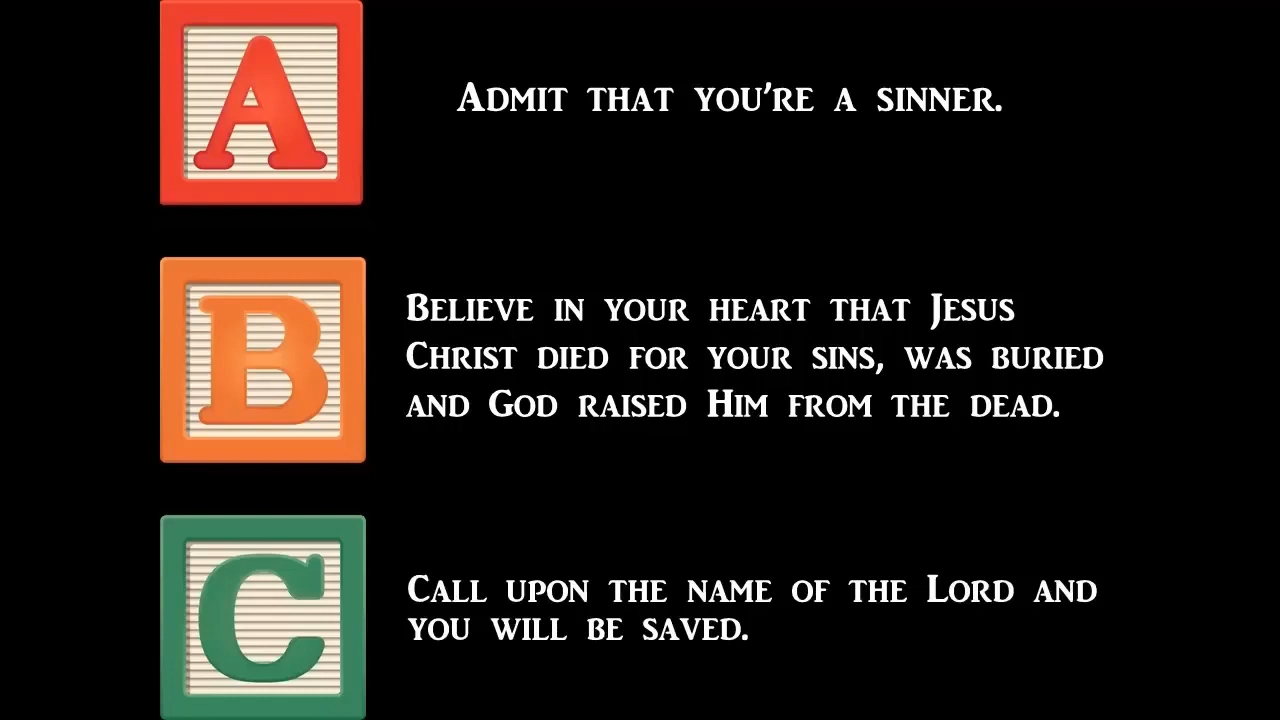 A
Admit that you're a sinner.
B
Believe in your heart that Jesus
Christ died for your sins, was buried
and God raised Him from the dead.
C
Call upon the name of the Lord and
you will be saved.